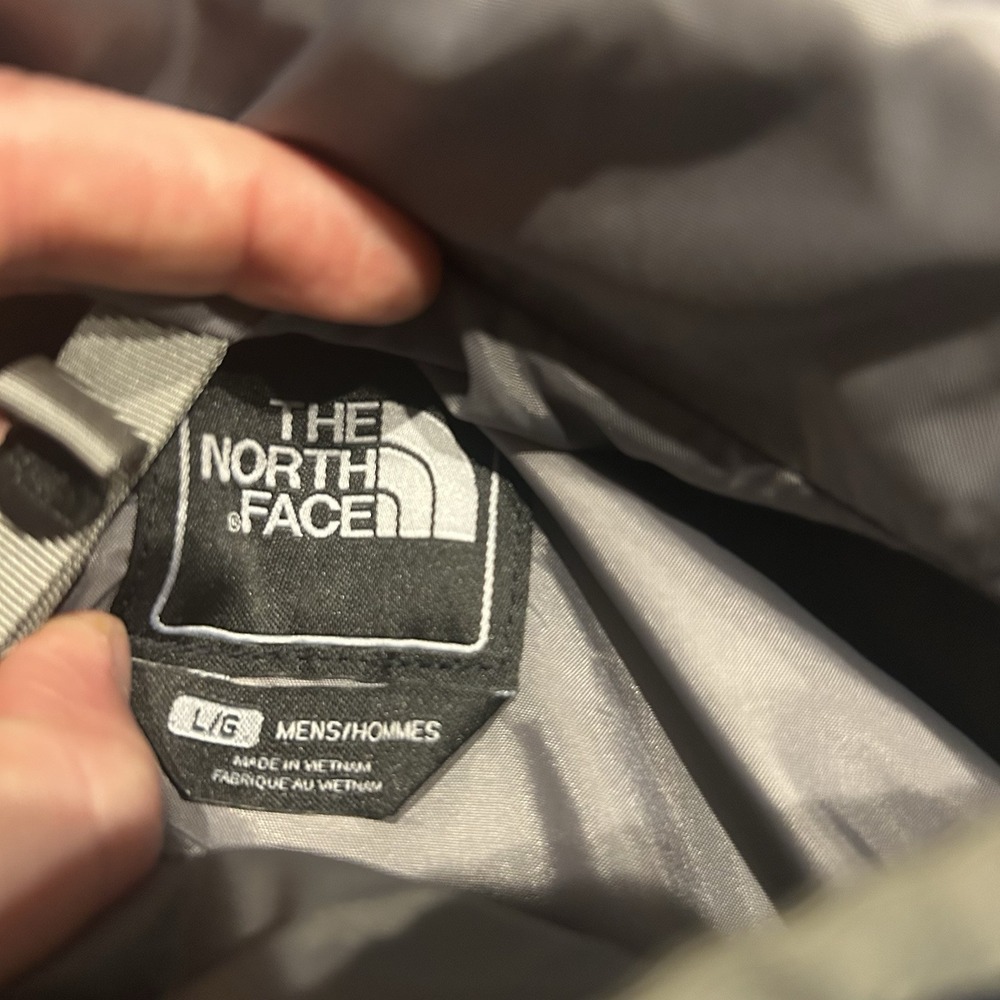 THE
NORTH
FACE
L/G MENS/HOMMES
MADE IN VIETNAM
FABRIQUE AU VIETNAM